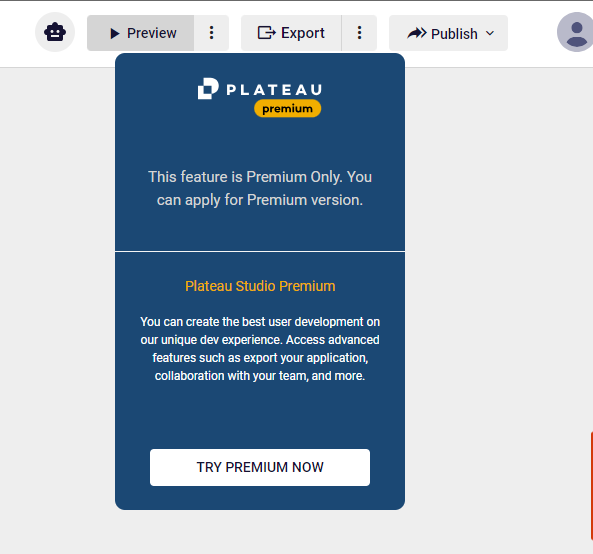 Preview
Export
Publish
PLATEAU
premium
This feature is Premium Only. You
can apply for Premium version.
Plateau Studio Premium
You can create the best user development on
our unique dev experience. Access advanced
features such as export your application,
collaboration with your team, and more.
TRY PREMIUM NOW